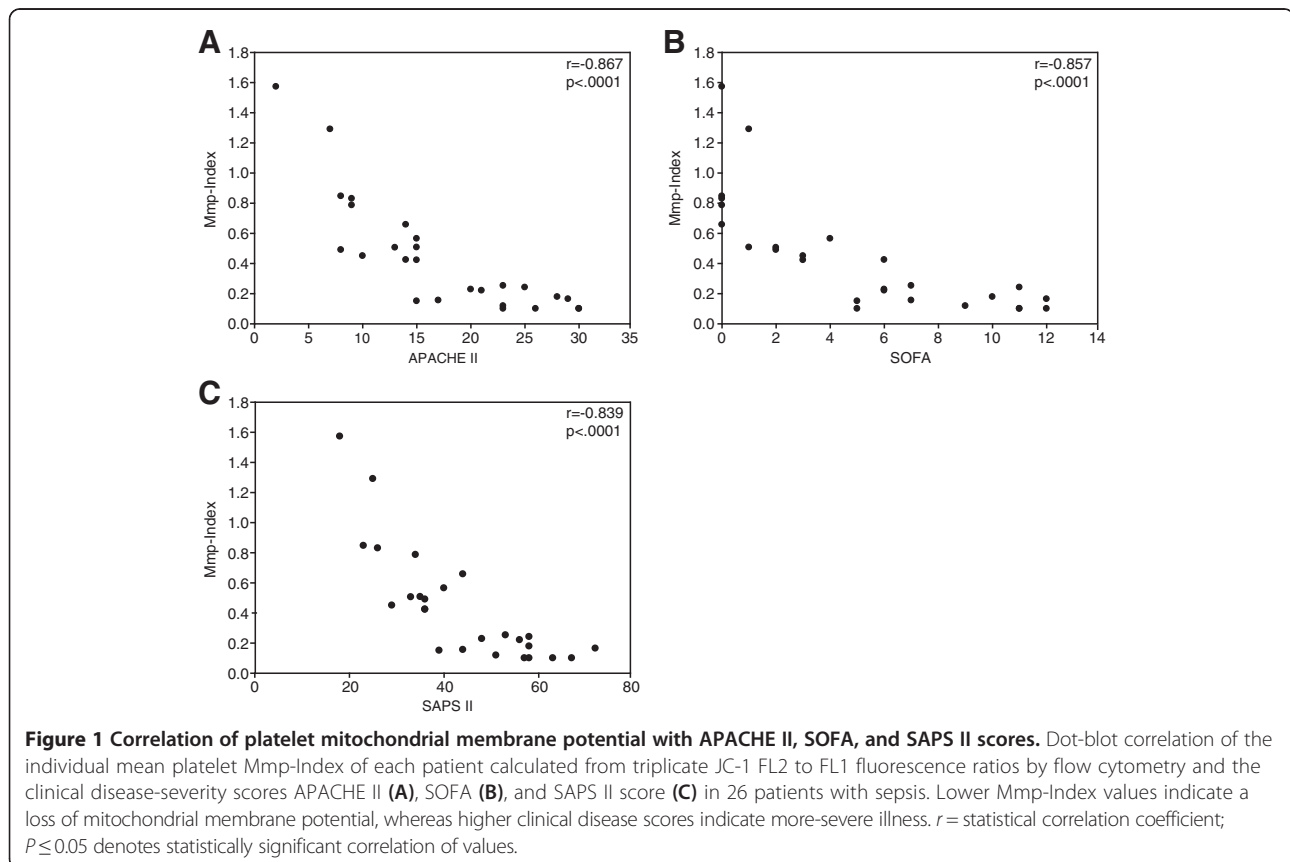 A
1.8
1.6
1.4
1.2
1.0
0.8
0.6
0.4
0.2
0.0
Mmp-Index
r=-0.867
p<.0001
0 5 10 15 20 25 30 35
APACHE II
B
1.8
1.6
1.4
1.2
1.0
0.8
0.6
0.4
0.2
0.0
Mmp-Index
r=-0.857
p<.0001
0 2 4 6 8 10 12 14
SOFA
C
1.8
1.6
1.4
1.2
1.0
0.8
0.6
0.4
0.2
0.0
Mmp-Index
r=-0.839
p<.0001
0 20 40 60 80
SAPS II
Figure 1 Correlation of platelet mitochondrial membrane potential with APACHE II, SOFA, and SAPS II scores. Dot-blot correlation of the
individual mean platelet Mmp-Index of each patient calculated from triplicate JC-1 FL2 to FL1 fluorescence ratios by flow cytometry and the
clinical disease-severity scores APACHE II (A), SOFA (B), and SAPS II score (C) in 26 patients with sepsis. Lower Mmp-Index values indicate a
loss of mitochondrial membrane potential, whereas higher clinical disease scores indicate more-severe illness. r = statistical correlation coefficient;
P ≤ 0.05 denotes statistically significant correlation of values.